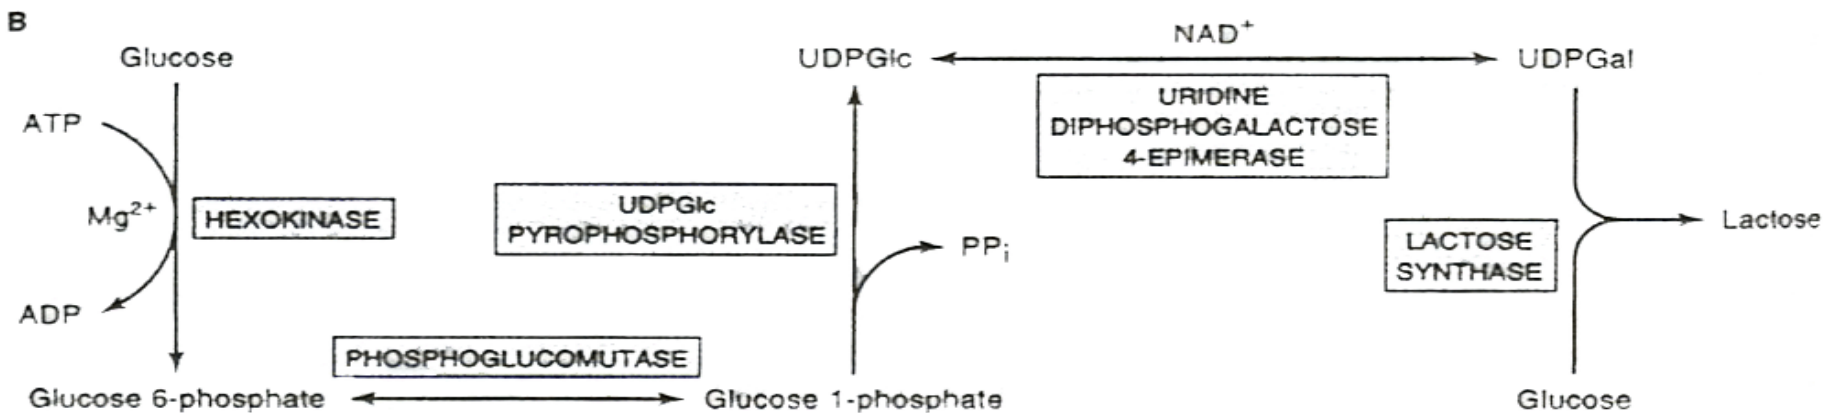 B
Glucose
UDPGlc
NAD⁺
UDPGal
URIDINE
DIPHOSPHOGALACTOSE
4-EPIMERASE
ATP
Mg²⁺
HEXOKINASE
UDPGlc
PYROPHOSPHORYLASE
PPᵢ
LACTOSE
SYNTHASE
Lactose
ADP
PHOSPHOGLUCOMUTASE
Glucose 6-phosphate
Glucose 1-phosphate
Glucose